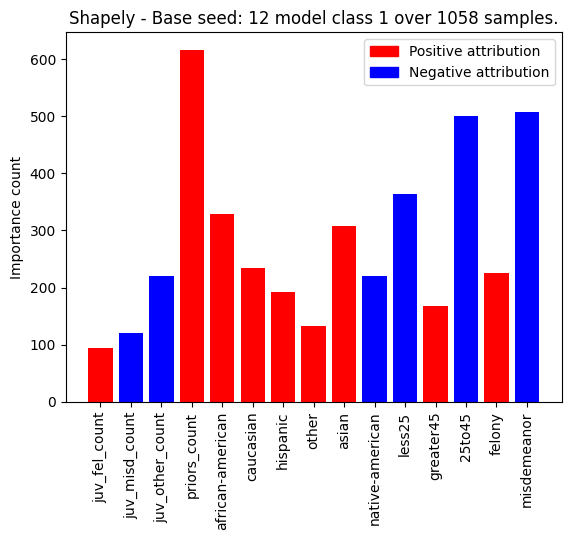 Shapely - Base seed: 12 model class 1 over 1058 samples.
Positive attribution
Negative attribution
Importance count
600
500
400
300
200
100
0
juv_fel_count
juv_misd_count
juv_other_count
priors_count
african-american
caucasian
hispanic
other
asian
native-american
less25
greater45
25to45
felony
misdemeanor